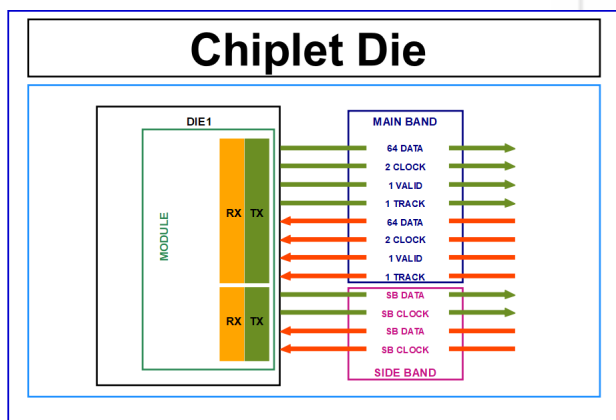 Chiplet Die
DIE1
MODULE
RX TX
RX TX
MAIN BAND
64 DATA
2 CLOCK
1 VALID
1 TRACK
64 DATA
2 CLOCK
1 VALID
1 TRACK
SB DATA
SB CLOCK
SB DATA
SB CLOCK
SIDE BAND